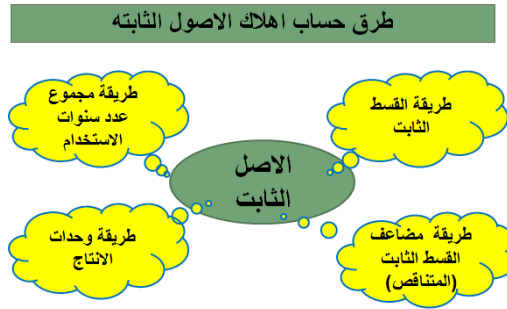 طرق حساب اهلاك الاصول الثابته
طريقة القسط
الثابت
طريقة مجموع
عدد سنوات
الاستخدام
الاصل
الثابت
طريقة مضاعف
القسط الثابت
(المتناقص)
طريقة وحدات
الانتاج